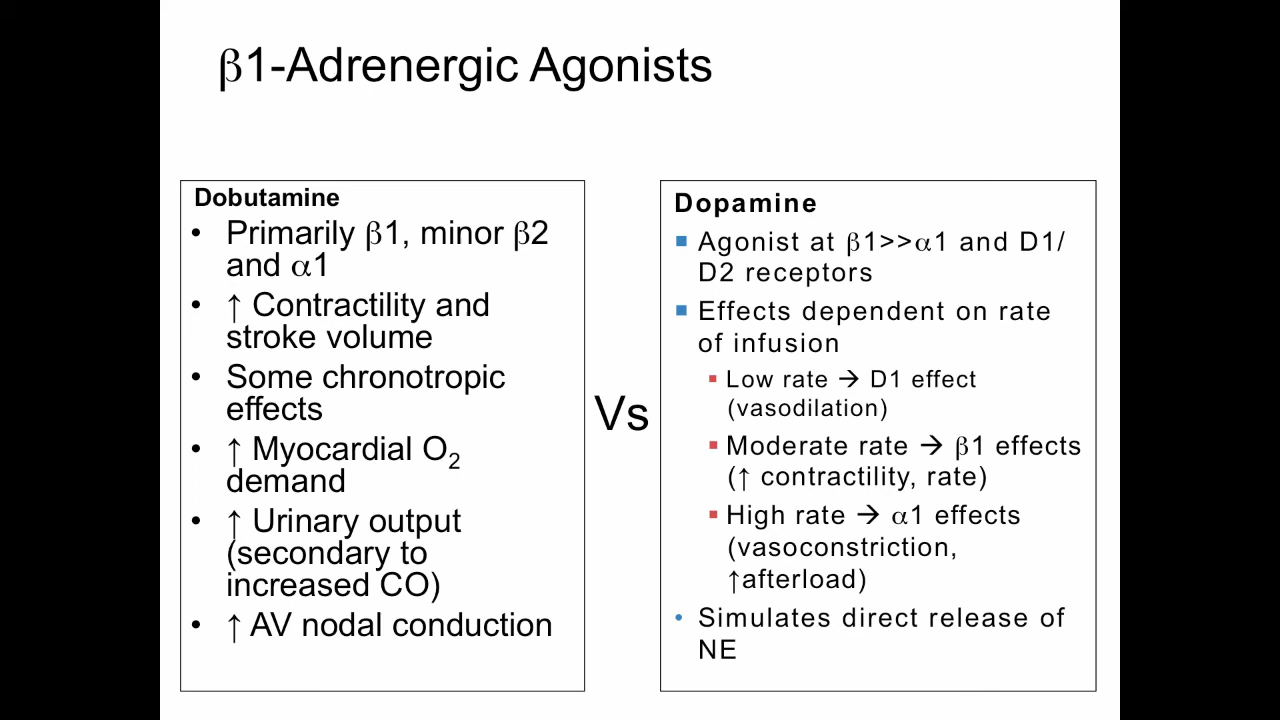 β1-Adrenergic Agonists
Dobutamine
• Primarily β1, minor β2
and α1
• ↑ Contractility and
stroke volume
• Some chronotropic
effects
• ↑ Myocardial O₂
demand
• ↑ Urinary output
(secondary to
increased CO)
• ↑ AV nodal conduction
Vs
Dopamine
▪ Agonist at β1>>α1 and D1/
D2 receptors
▪ Effects dependent on rate
of infusion
▪ Low rate → D1 effect
(vasodilation)
▪ Moderate rate → β1 effects
(↑ contractility, rate)
▪ High rate → α1 effects
(vasoconstriction,
↑afterload)
• Simulates direct release of
NE